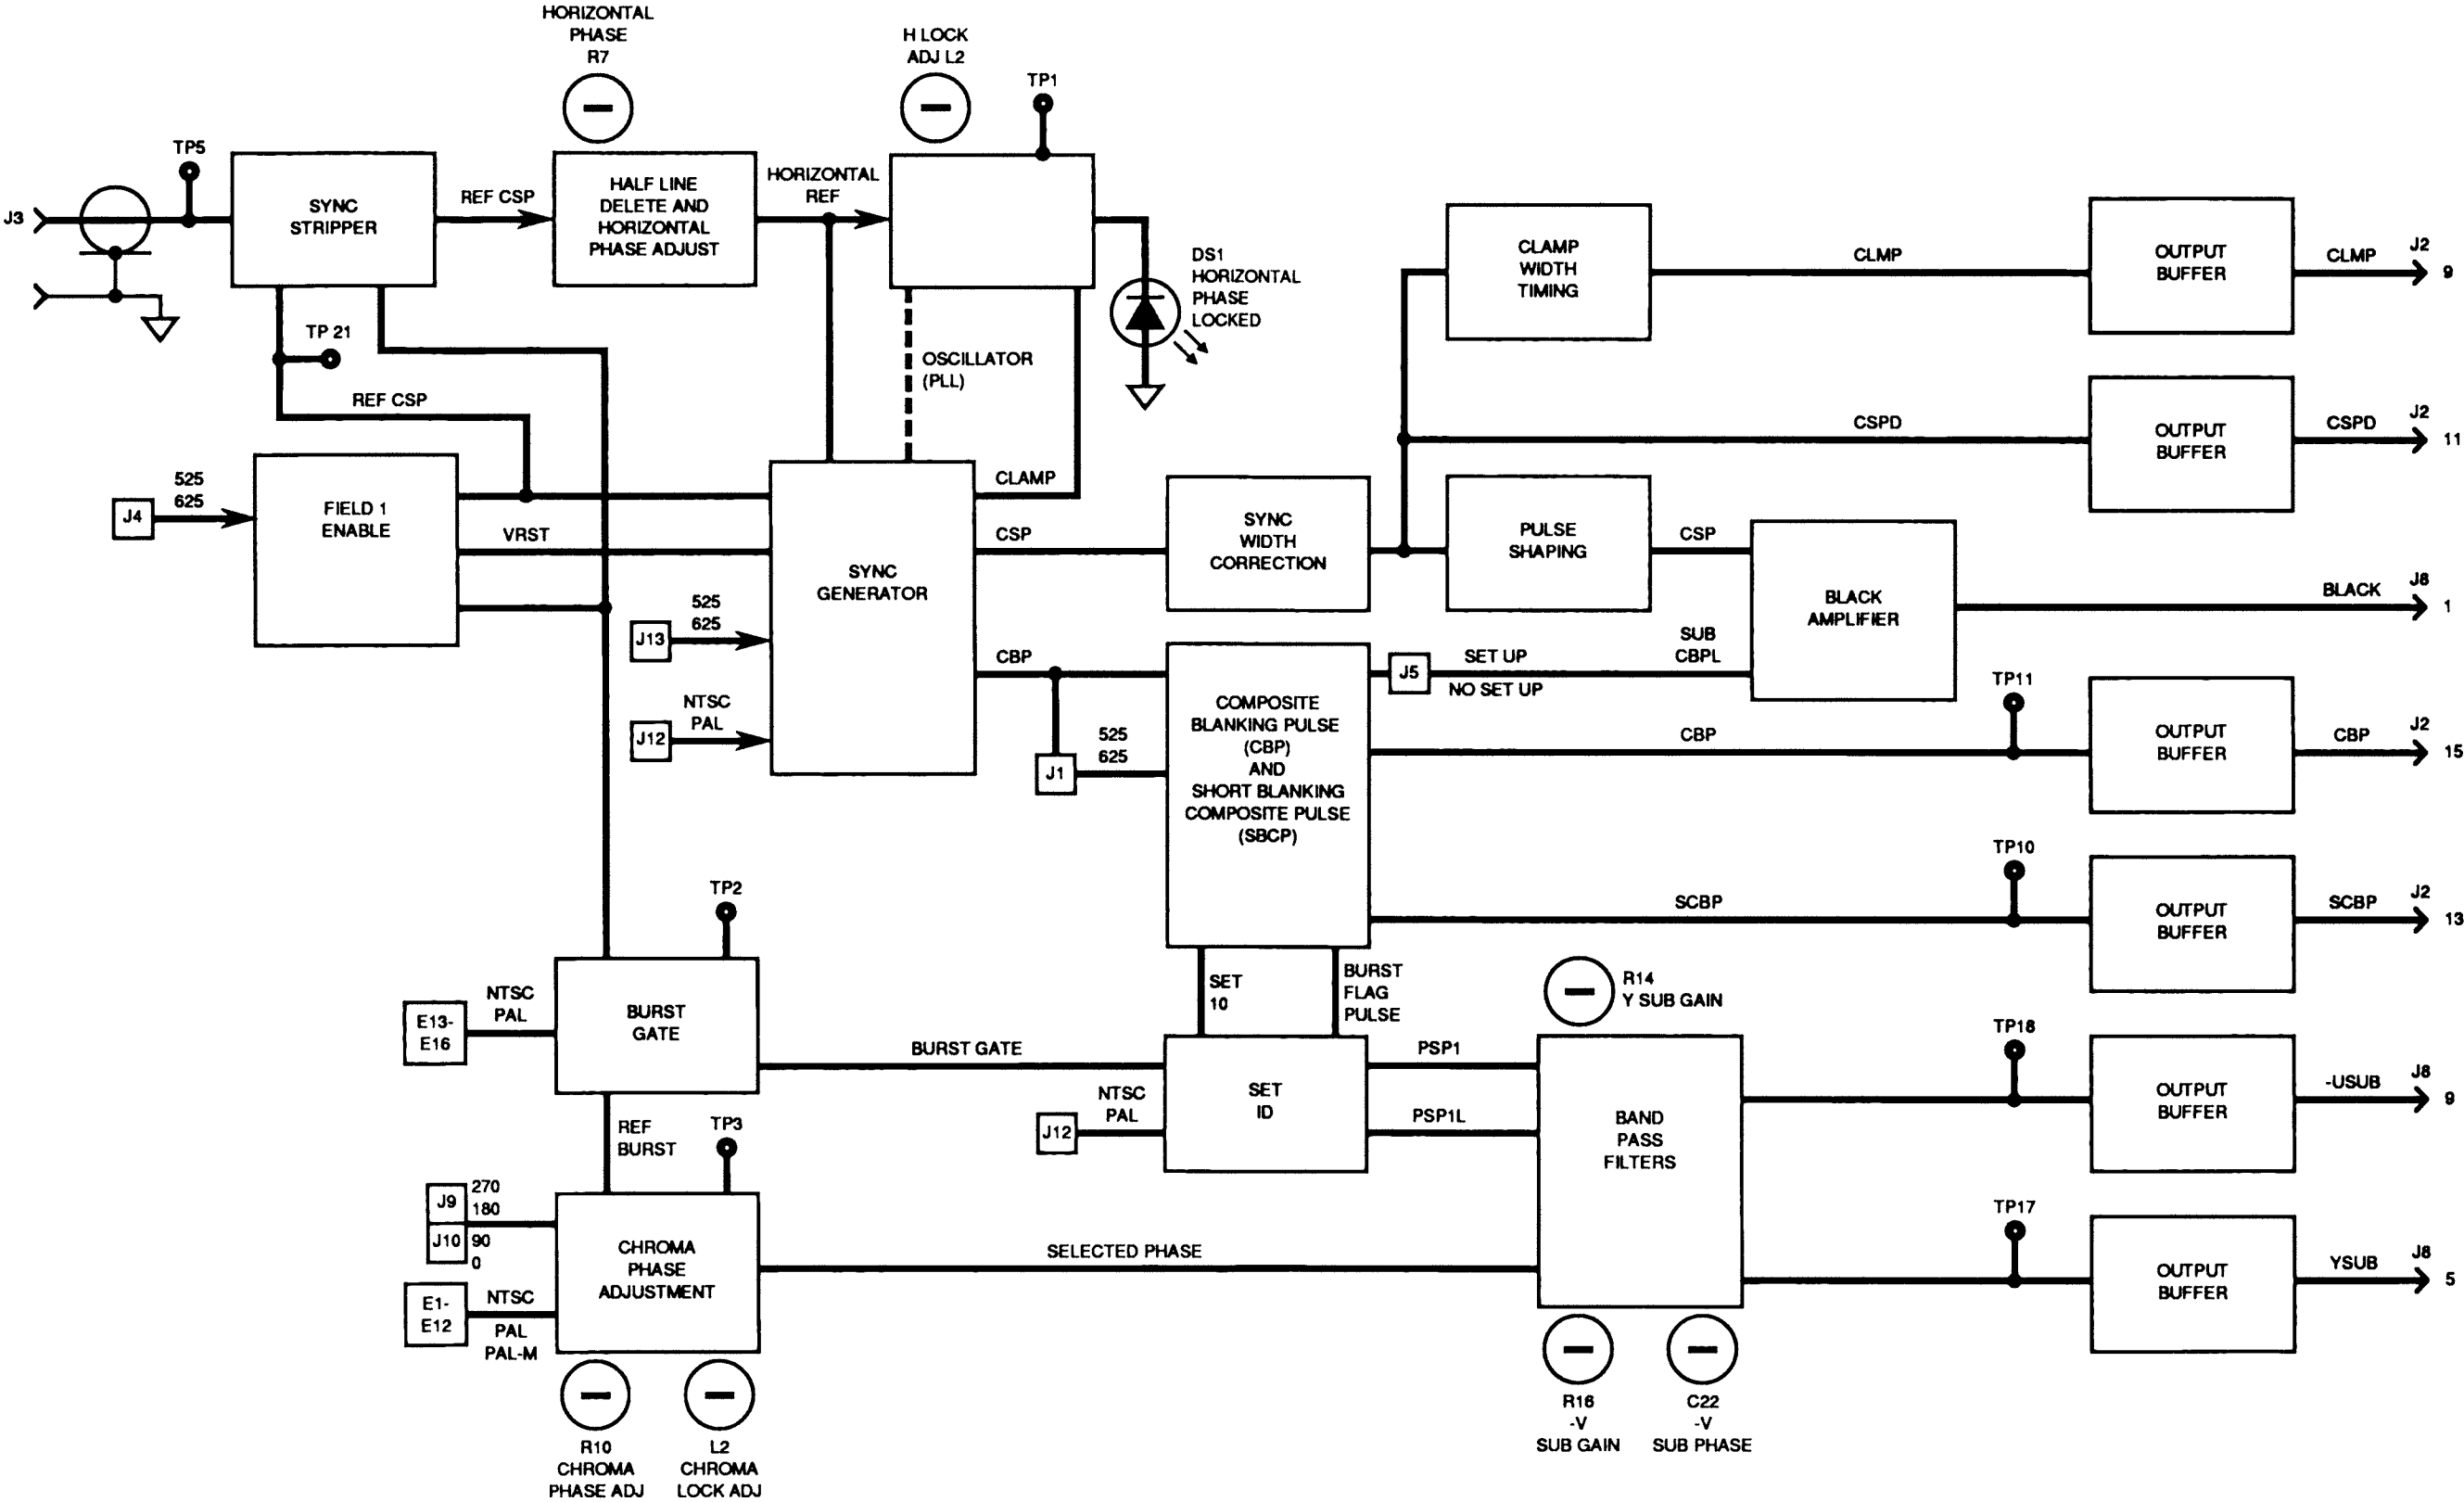 HORIZONTAL
PHASE
R7
H LOCK
ADJ L2
TP1
TP5
J3
SYNC
STRIPPER
REF CSP
HALF LINE
DELETE AND
HORIZONTAL
PHASE ADJUST
HORIZONTAL
REF
DS1
HORIZONTAL
PHASE
LOCKED
CLAMP
WIDTH
TIMING
CLMP
OUTPUT
BUFFER
CLMP
J2
9
TP 21
OSCILLATOR
(PLL)
REF CSP
CSPD
OUTPUT
BUFFER
CSPD
J2
11
J4
525
625
FIELD 1
ENABLE
VRST
SYNC
GENERATOR
CLAMP
CSP
SYNC
WIDTH
CORRECTION
PULSE
SHAPING
CSP
BLACK
AMPLIFIER
BLACK
J8
1
J13
525
625
CBP
J12
NTSC
PAL
J1
525
625
COMPOSITE
BLANKING PULSE
(CBP)
AND
SHORT BLANKING
COMPOSITE PULSE
(SBCP)
J5
SET UP
NO SET UP
SUB
CBPL
CBP
TP11
OUTPUT
BUFFER
CBP
J2
15
SCBP
TP10
OUTPUT
BUFFER
SCBP
J2
13
TP2
E13-
E16
NTSC
PAL
BURST
GATE
BURST GATE
SET
10
BURST
FLAG
PULSE
R14
Y SUB GAIN
J12
NTSC
PAL
SET
ID
PSP1
PSP1L
BAND
PASS
FILTERS
TP18
OUTPUT
BUFFER
-USUB
J8
9
REF
BURST
TP3
J9
270
180
J10
90
0
E1-
E12
NTSC
PAL
PAL-M
CHROMA
PHASE
ADJUSTMENT
SELECTED PHASE
TP17
OUTPUT
BUFFER
YSUB
J8
5
R10
CHROMA
PHASE ADJ
L2
CHROMA
LOCK ADJ
R16
-V
SUB GAIN
C22
-V
SUB PHASE